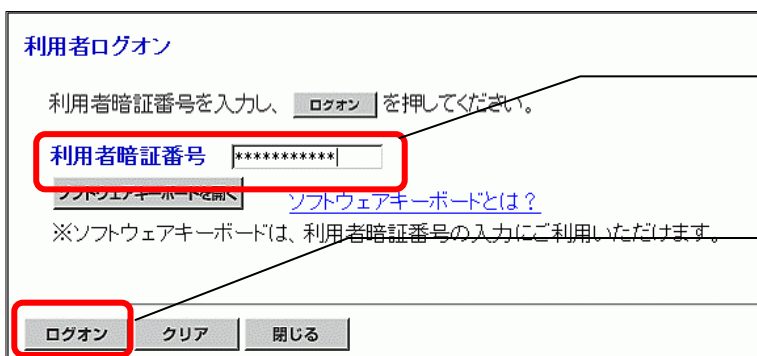 利用者ログオン
利用者暗証番号を入力し、 ログオン を押してください。
利用者暗証番号 ***********
ソフトウェアキーボードを開く ソフトウェアキーボードとは?
※ソフトウェアキーボードは、利用者暗証番号の入力にご利用いただけます。
ログオン クリア 閉じる